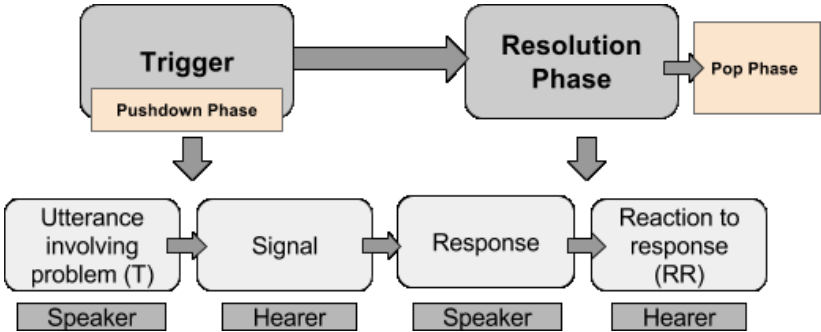 Trigger
Pushdown Phase
Resolution
Phase
Pop Phase
Utterance
involving
problem (T)
Signal
Response
Reaction to
response
(RR)
Speaker
Hearer
Speaker
Hearer